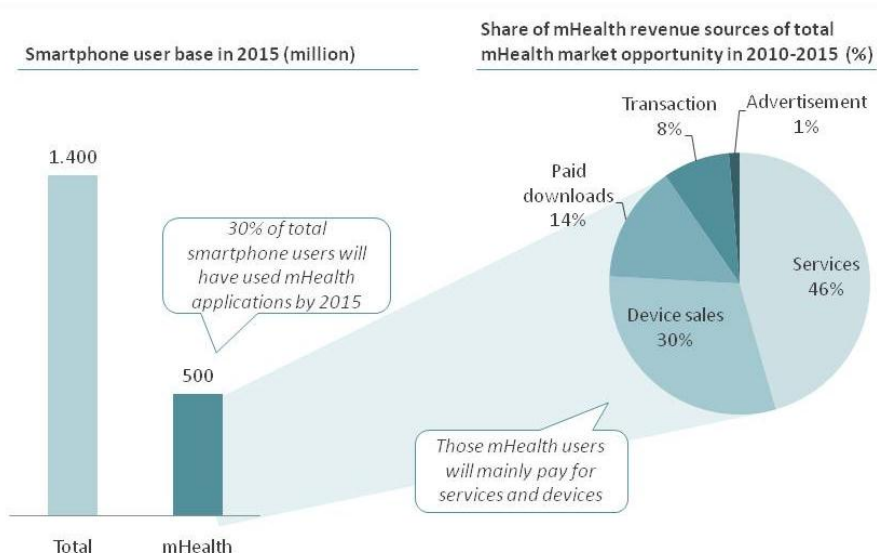 Smartphone user base in 2015 (million)
1.400
30% of total
smartphone users will
have used mHealth
applications by 2015
500
Total
mHealth
Share of mHealth revenue sources of total
mHealth market opportunity in 2010-2015 (%)
Transaction
8%
Advertisement
1%
Paid
downloads
14%
Services
46%
Device sales
30%
Those mHealth users
will mainly pay for
services and devices